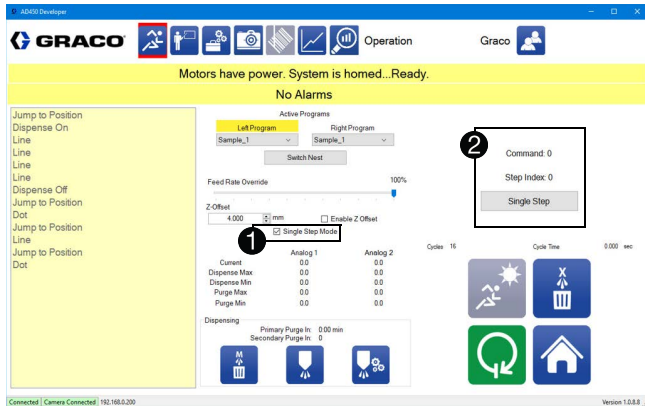 AD450 Developer
GRACO
Operation
Graco
Motors have power. System is homed...Ready.
No Alarms
Jump to Position
Dispense On
Line
Line
Line
Line
Dispense Off
Jump to Position
Dot
Jump to Position
Line
Jump to Position
Dot
Active Programs
Left Program Right Program
Sample_1 Sample_1
Switch Nest
Feed Rate Override 100%
Z-Offset
4.000 mm Enable Z Offset
1 Single Step Mode
Analog 1 Analog 2
Current 0.0 0.0
Dispense Max 0.0 0.0
Dispense Min 0.0 0.0
Purge Max 0.0 0.0
Purge Min 0.0 0.0
Dispensing
Primary Purge In: 0:00 min
Secondary Purge In: 0
M
2
Command: 0
Step Index: 0
Single Step
Cycles 16 Cycle Time 0.000 sec
X
Connected Camera Connected 192.168.0.200 Version 1.0.8.8